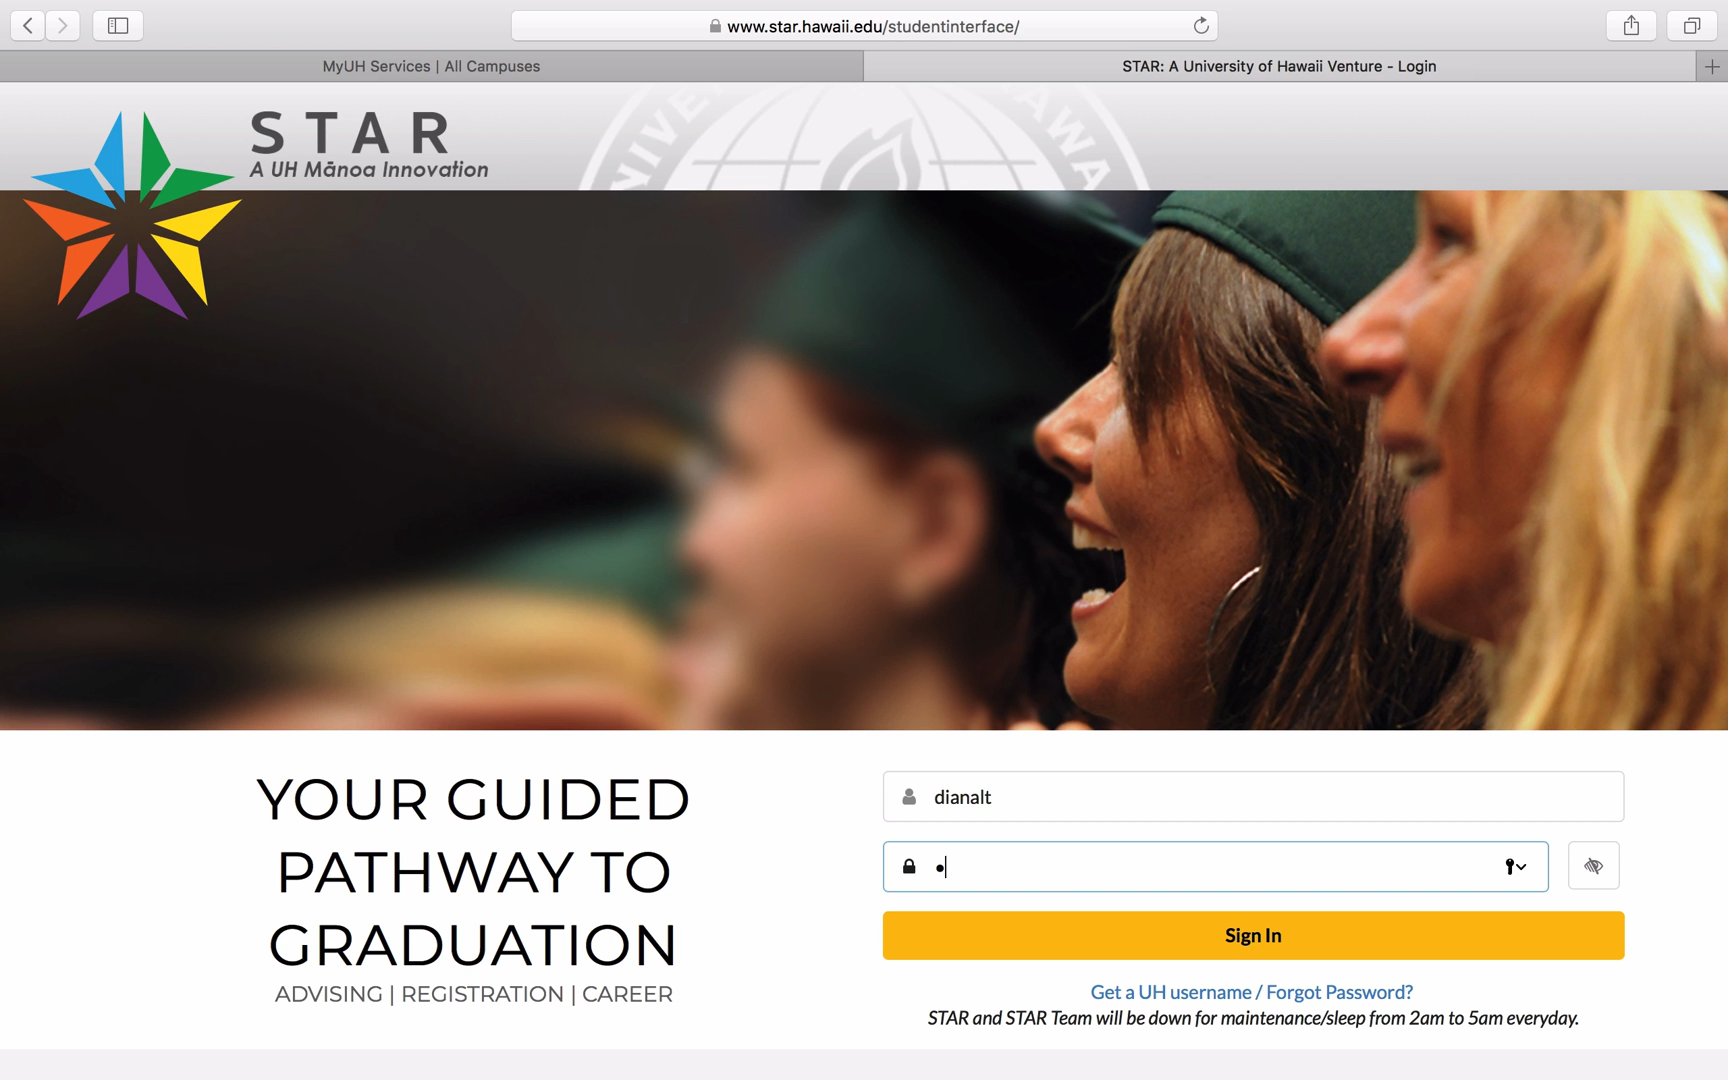 www.star.hawaii.edu/studentinterface/
MyUH Services | All Campuses
STAR: A University of Hawaii Venture - Login
STAR
A UH Mānoa Innovation
YOUR GUIDED
PATHWAY TO
GRADUATION
ADVISING | REGISTRATION | CAREER
dianalt
Sign In
Get a UH username / Forgot Password?
STAR and STAR Team will be down for maintenance/sleep from 2am to 5am everyday.